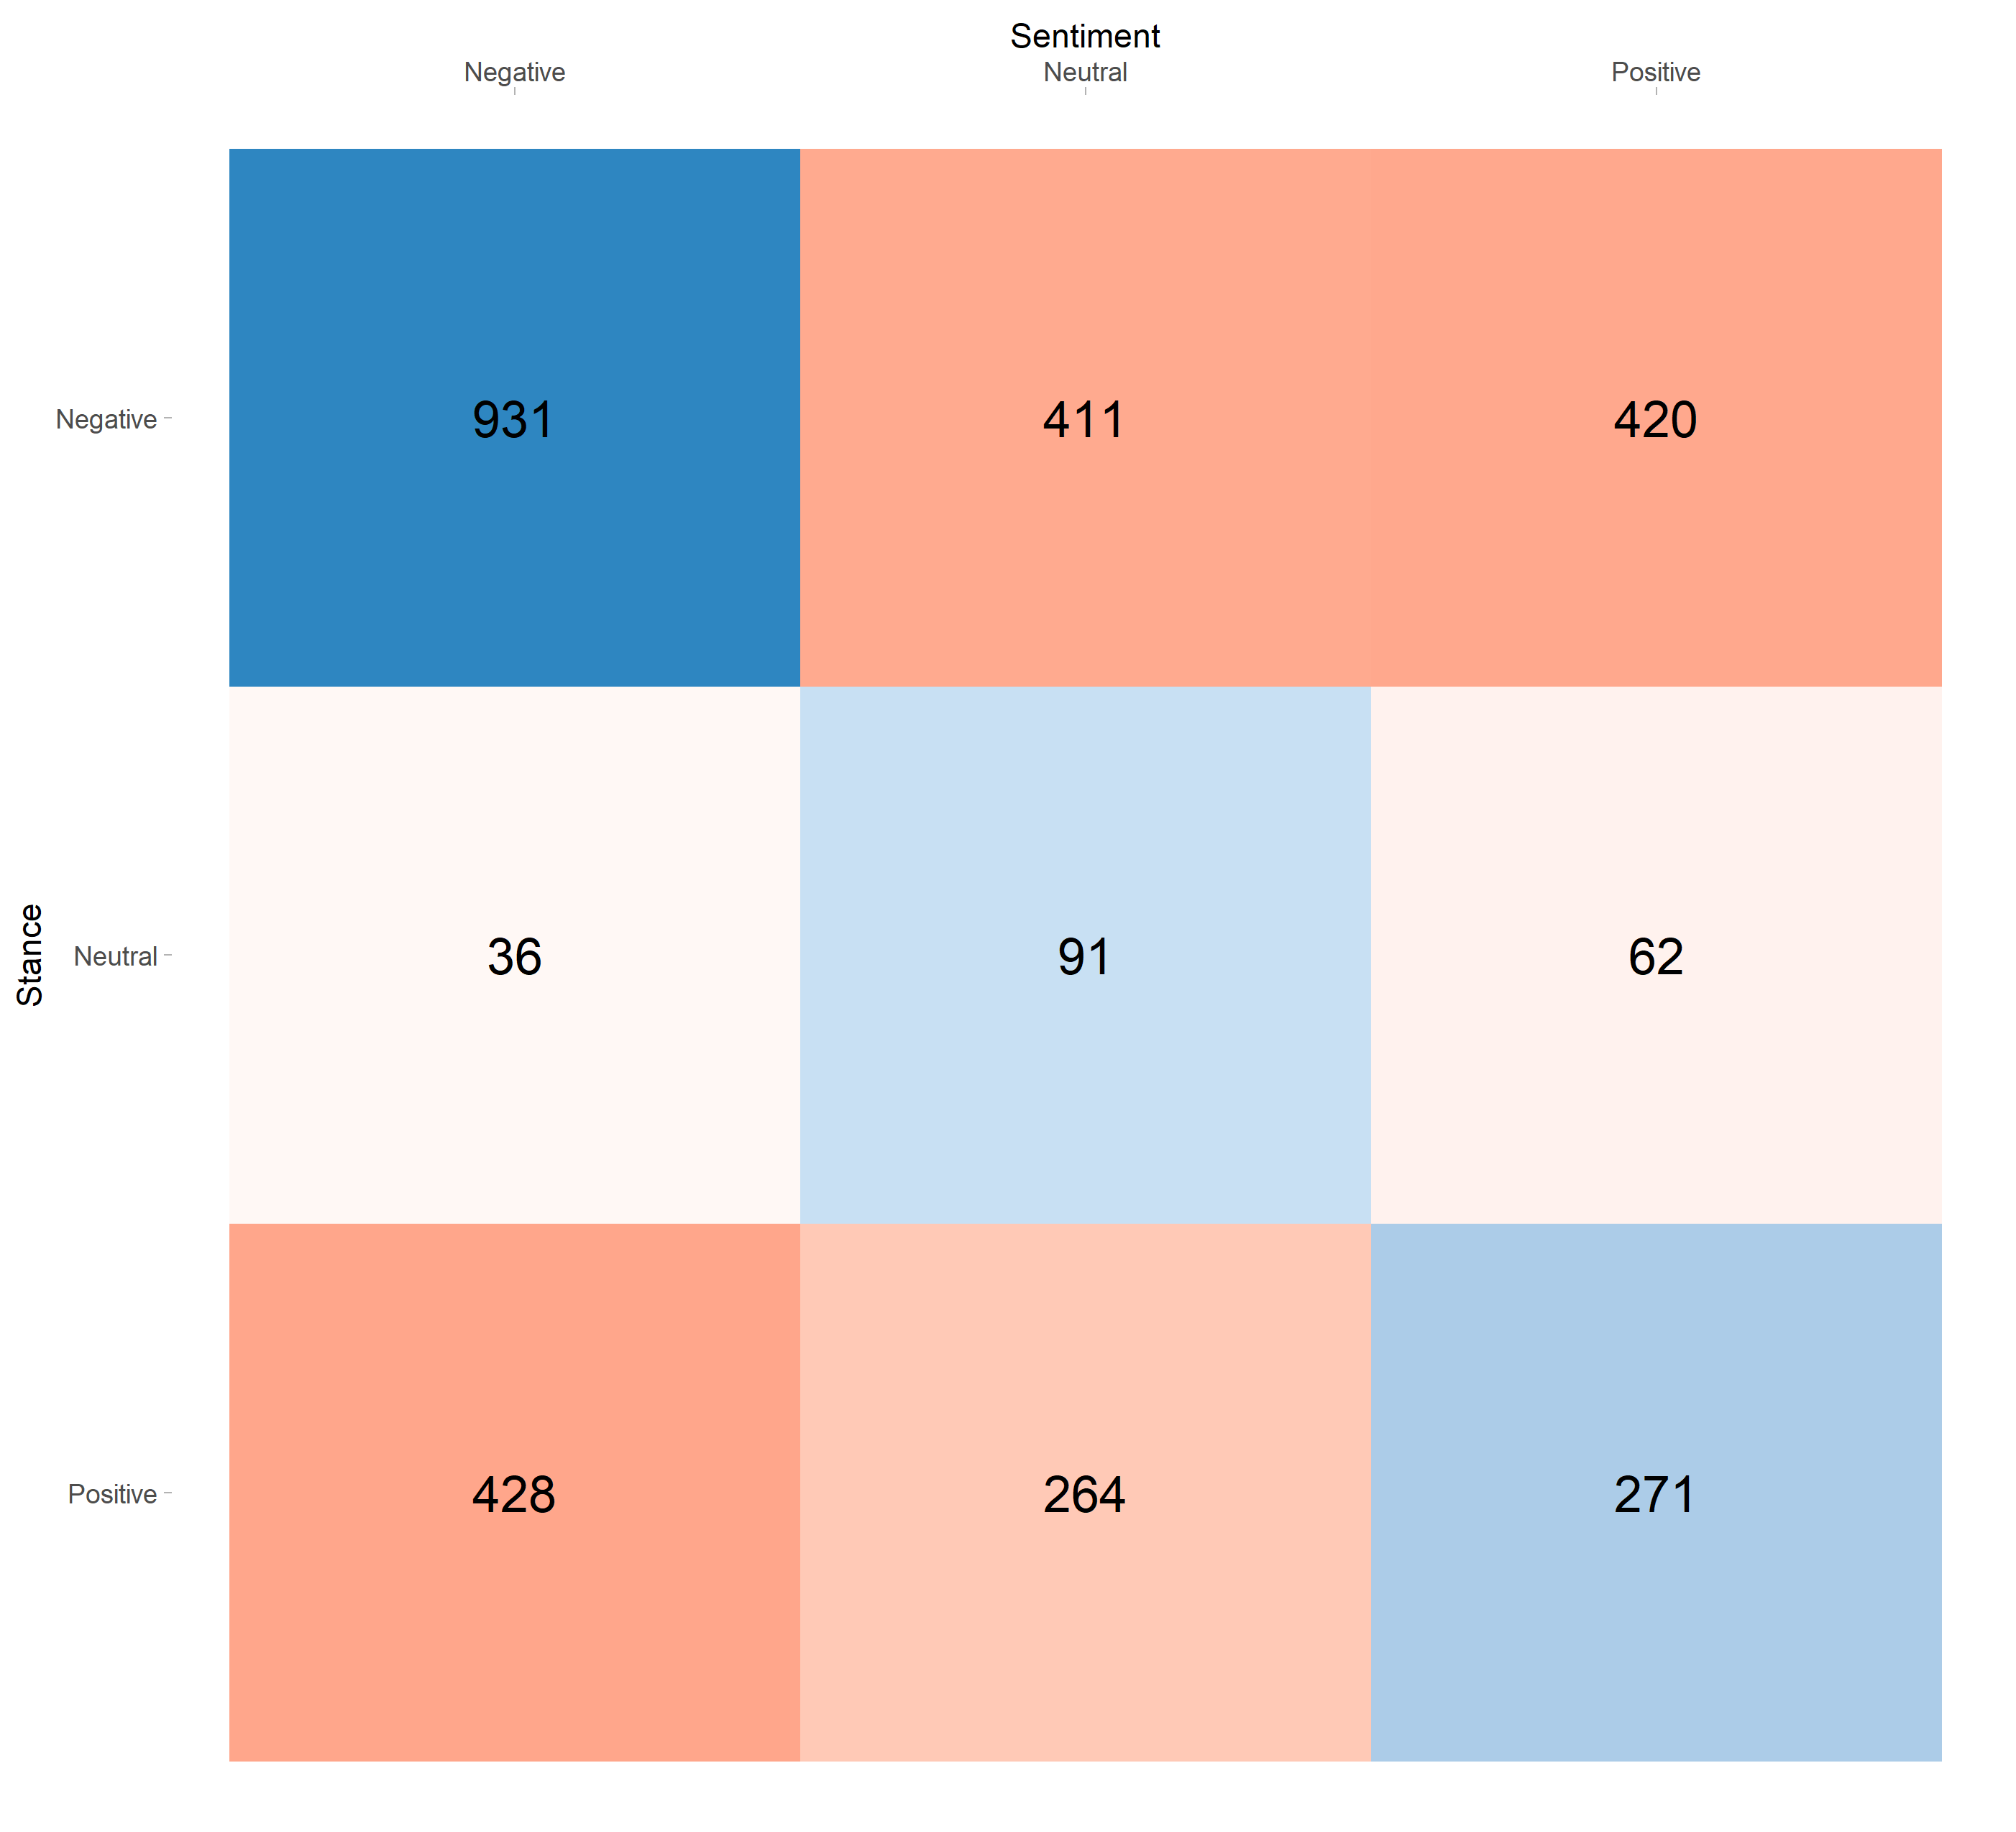 Sentiment
Negative Neutral Positive
Negative 931 411 420
Stance
Neutral 36 91 62
Positive 428 264 271